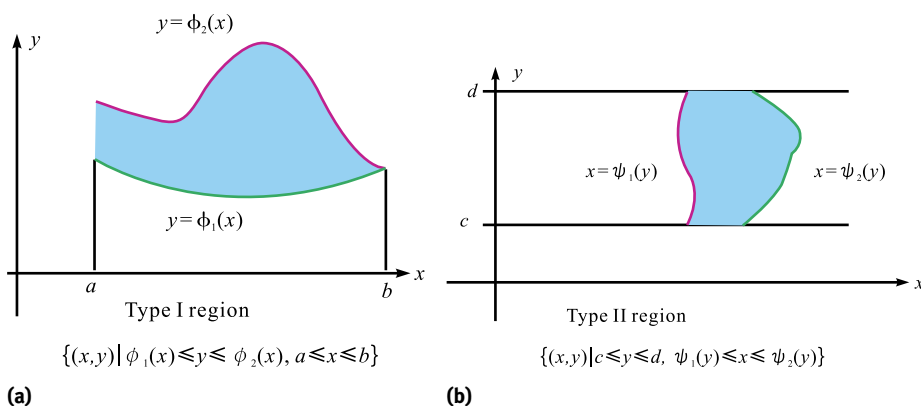 y=ϕ₂(x)
y
y=ϕ₁(x)
a
b
x
Type I region
{(x,y)|ϕ₁(x)⩽y⩽ϕ₂(x), a⩽x⩽b}
(a)
y
d
x=ψ₁(y)
x=ψ₂(y)
c
x
Type II region
{(x,y)|c⩽y⩽d, ψ₁(y)⩽x⩽ψ₂(y)}
(b)